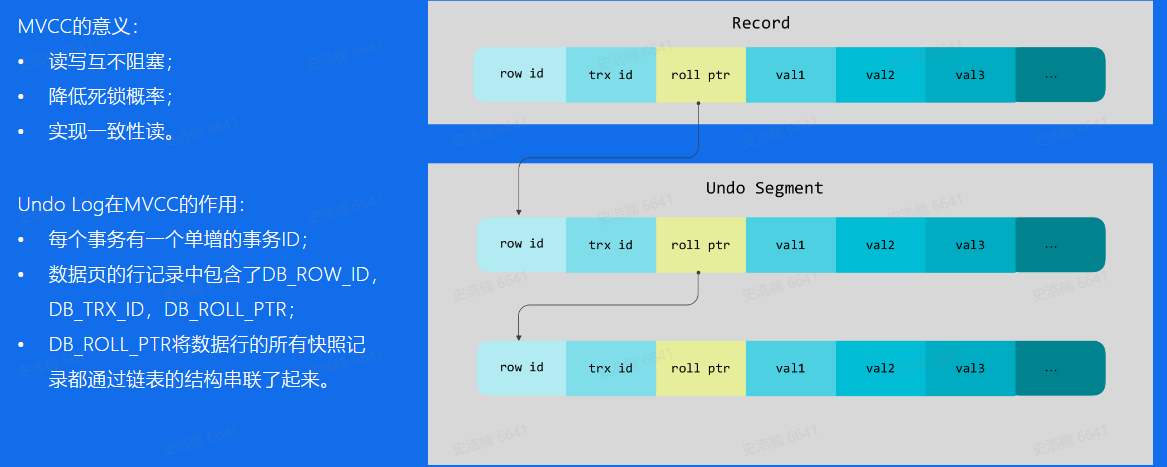 MVCC的意义：
• 读写互不阻塞；
• 降低死锁概率；
• 实现一致性读。
Undo Log在MVCC的作用：
• 每个事务有一个单增的事务ID；
• 数据页的行记录中包含了DB_ROW_ID，
DB_TRX_ID，DB_ROLL_PTR；
• DB_ROLL_PTR将数据行的所有快照记
录都通过链表的结构串联了起来。
Record
row id trx id roll ptr val1 val2 val3 ...
Undo Segment
row id trx id roll ptr val1 val2 val3 ...
row id trx id roll ptr val1 val2 val3 ...
史浩楠 6641